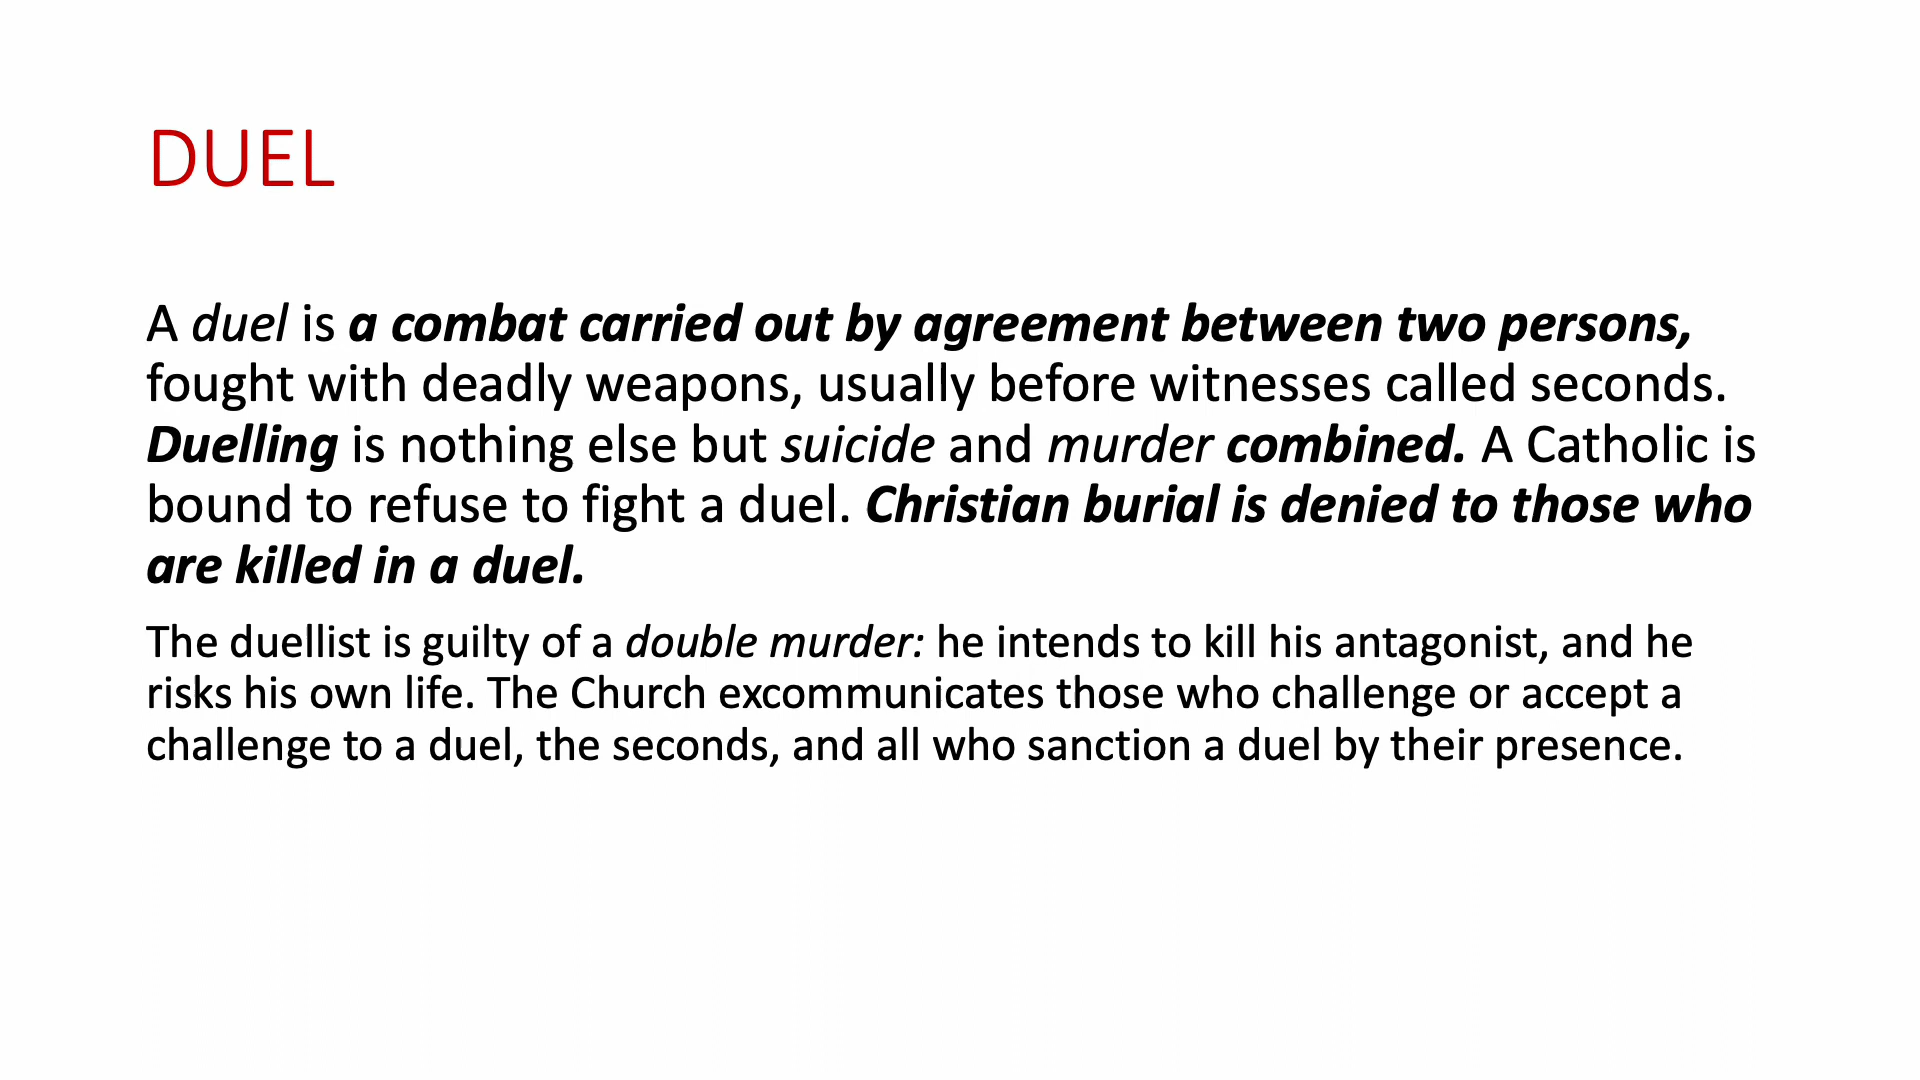 DUEL
A duel is a combat carried out by agreement between two persons,
fought with deadly weapons, usually before witnesses called seconds.
Duelling is nothing else but suicide and murder combined. A Catholic is
bound to refuse to fight a duel. Christian burial is denied to those who
are killed in a duel.
The duellist is guilty of a double murder: he intends to kill his antagonist, and he
risks his own life. The Church excommunicates those who challenge or accept a
challenge to a duel, the seconds, and all who sanction a duel by their presence.